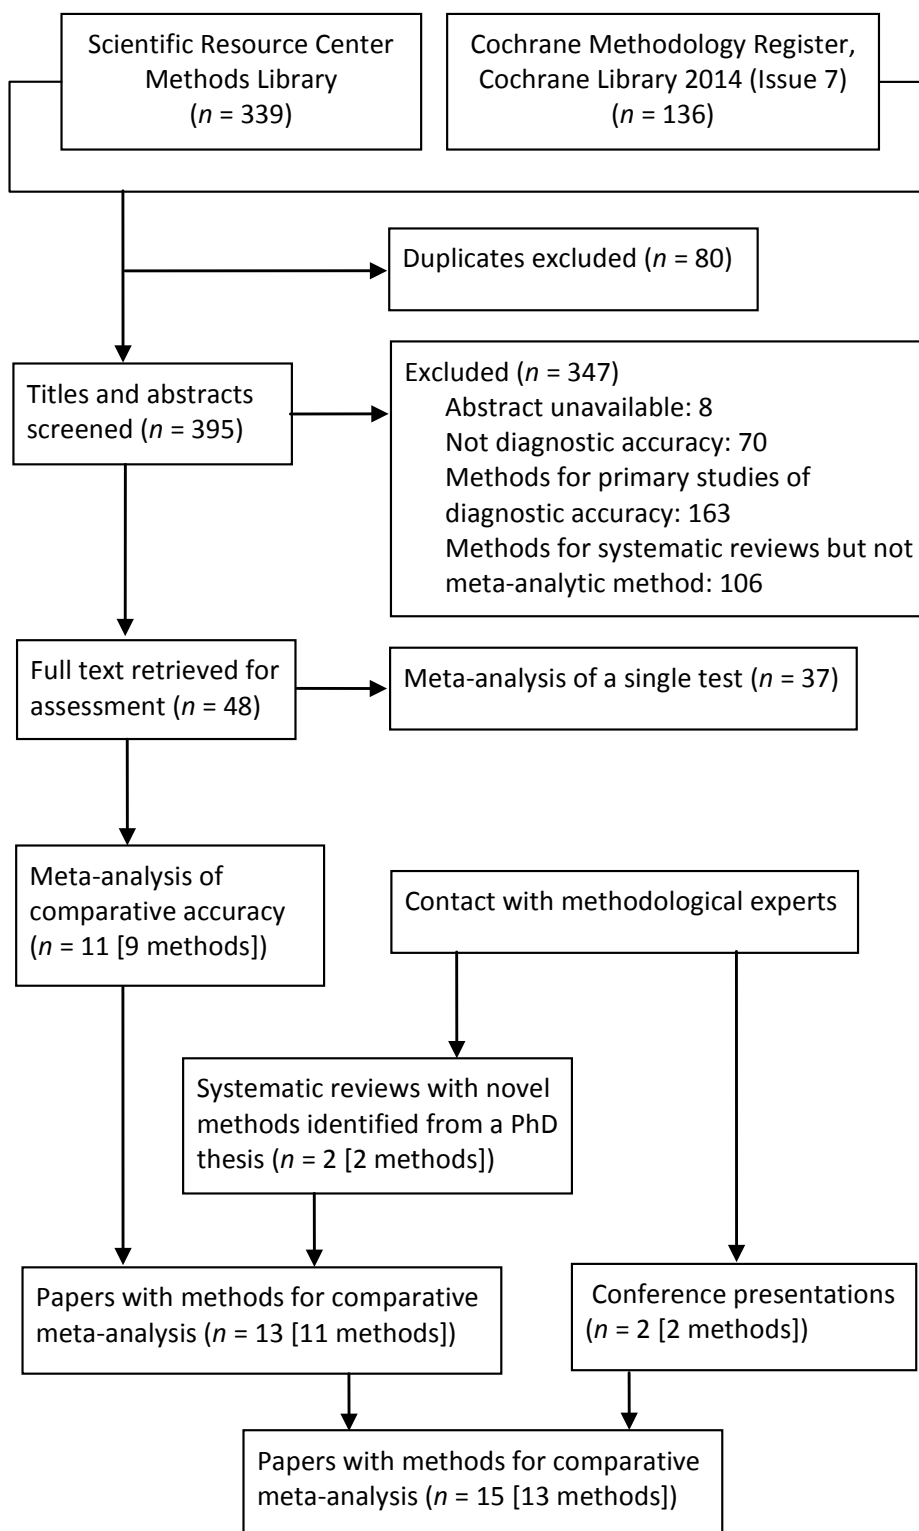 Scientific Resource Center
Methods Library
(n = 339)
Cochrane Methodology Register,
Cochrane Library 2014 (Issue 7)
(n = 136)
Duplicates excluded (n = 80)
Titles and abstracts
screened (n = 395)
Excluded (n = 347)
Abstract unavailable: 8
Not diagnostic accuracy: 70
Methods for primary studies of
diagnostic accuracy: 163
Methods for systematic reviews but not
meta-analytic method: 106
Full text retrieved for
assessment (n = 48)
Meta-analysis of a single test (n = 37)
Meta-analysis of
comparative accuracy
(n = 11 [9 methods])
Contact with methodological experts
Systematic reviews with novel
methods identified from a PhD
thesis (n = 2 [2 methods])
Papers with methods for comparative
meta-analysis (n = 13 [11 methods])
Conference presentations
(n = 2 [2 methods])
Papers with methods for comparative
meta-analysis (n = 15 [13 methods])